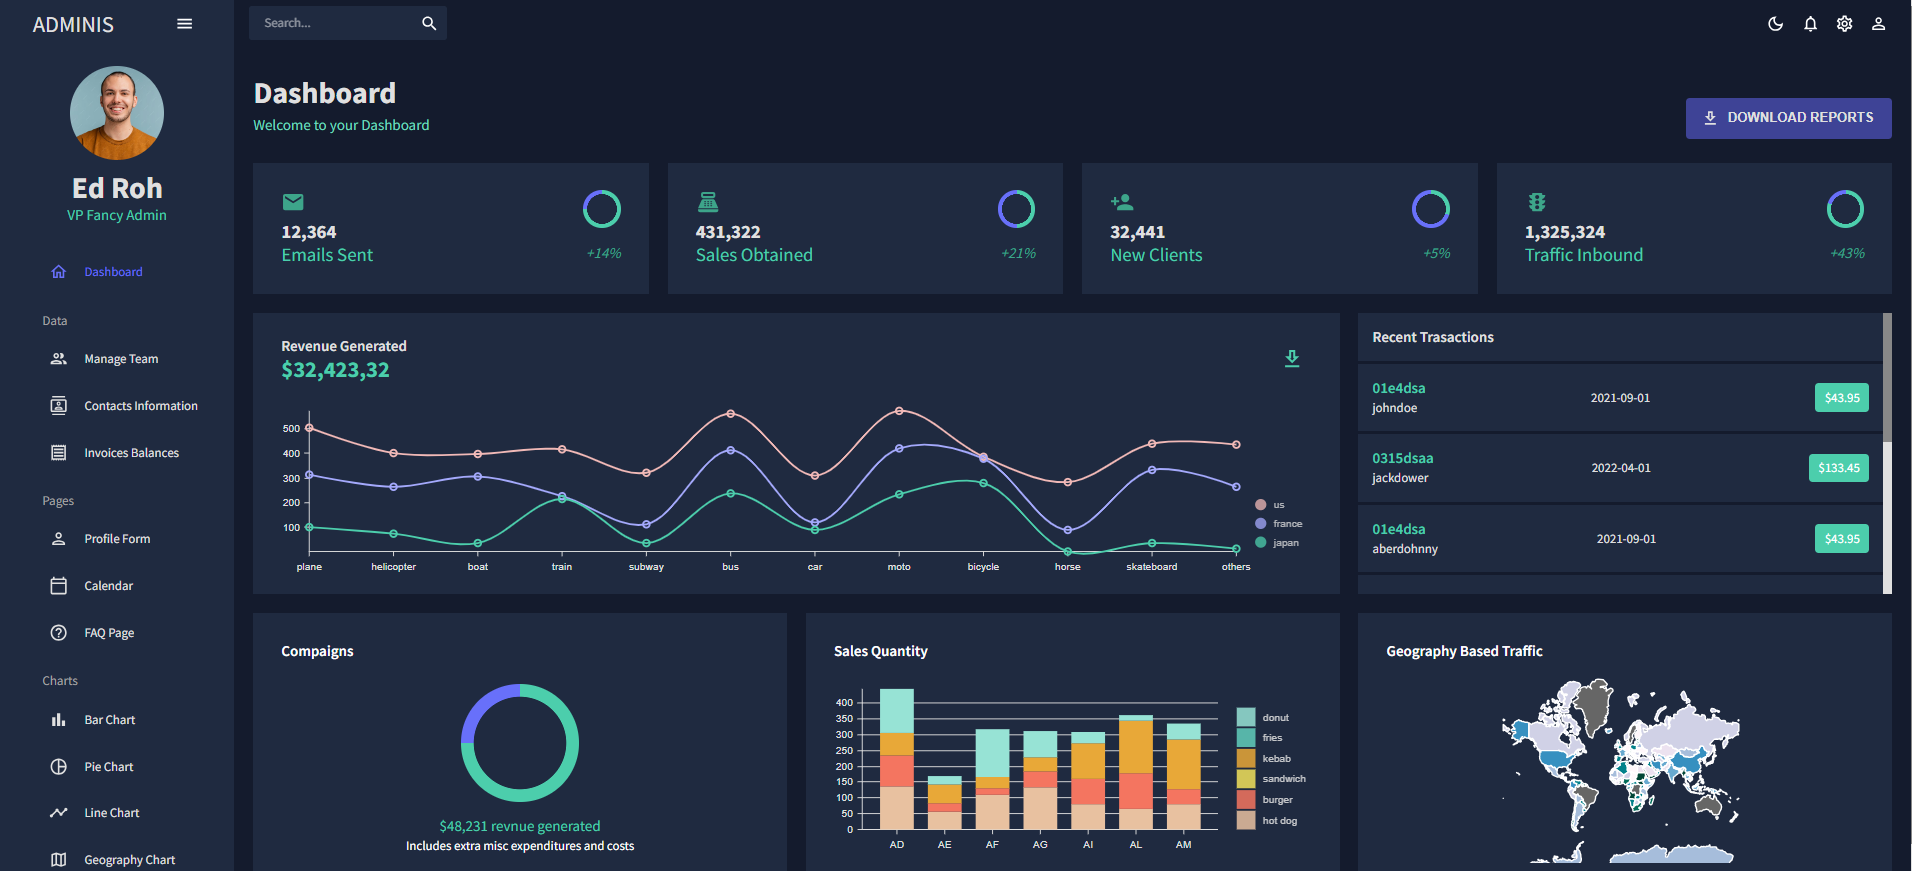 ADMINIS
Search...
Ed Roh
VP Fancy Admin
Dashboard
Data
Manage Team
Contacts Information
Invoices Balances
Pages
Profile Form
Calendar
FAQ Page
Charts
Bar Chart
Pie Chart
Line Chart
Geography Chart
Dashboard
Welcome to your Dashboard
DOWNLOAD REPORTS
12,364
Emails Sent
+14%
431,322
Sales Obtained
+21%
32,441
New Clients
+5%
1,325,324
Traffic Inbound
+43%
Revenue Generated
$32,423,32
500
400
300
200
100
plane helicopter boat train subway bus car moto bicycle horse skateboard others
us
france
japan
Recent Trasactions
01e4dsa
johndoe
2021-09-01
$43.95
0315dsaa
jackdower
2022-04-01
$133.45
01e4dsa
aberdohnny
2021-09-01
$43.95
Compaigns
$48,231 revnue generated
Includes extra misc expenditures and costs
Sales Quantity
400
350
300
250
200
150
100
50
0
AD AE AF AG AI AL AM
donut
fries
kebab
sandwich
burger
hot dog
Geography Based Traffic